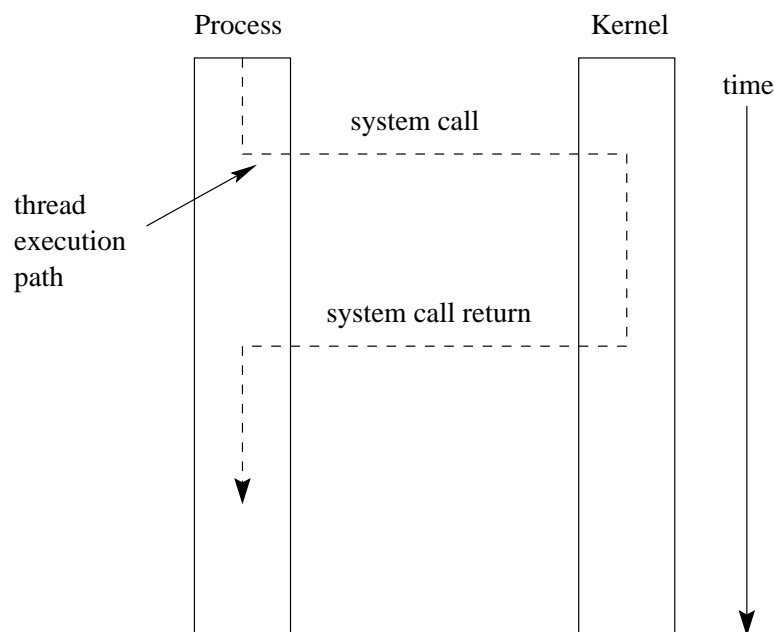 Process
Kernel
time
system call
thread
execution
path
system call return